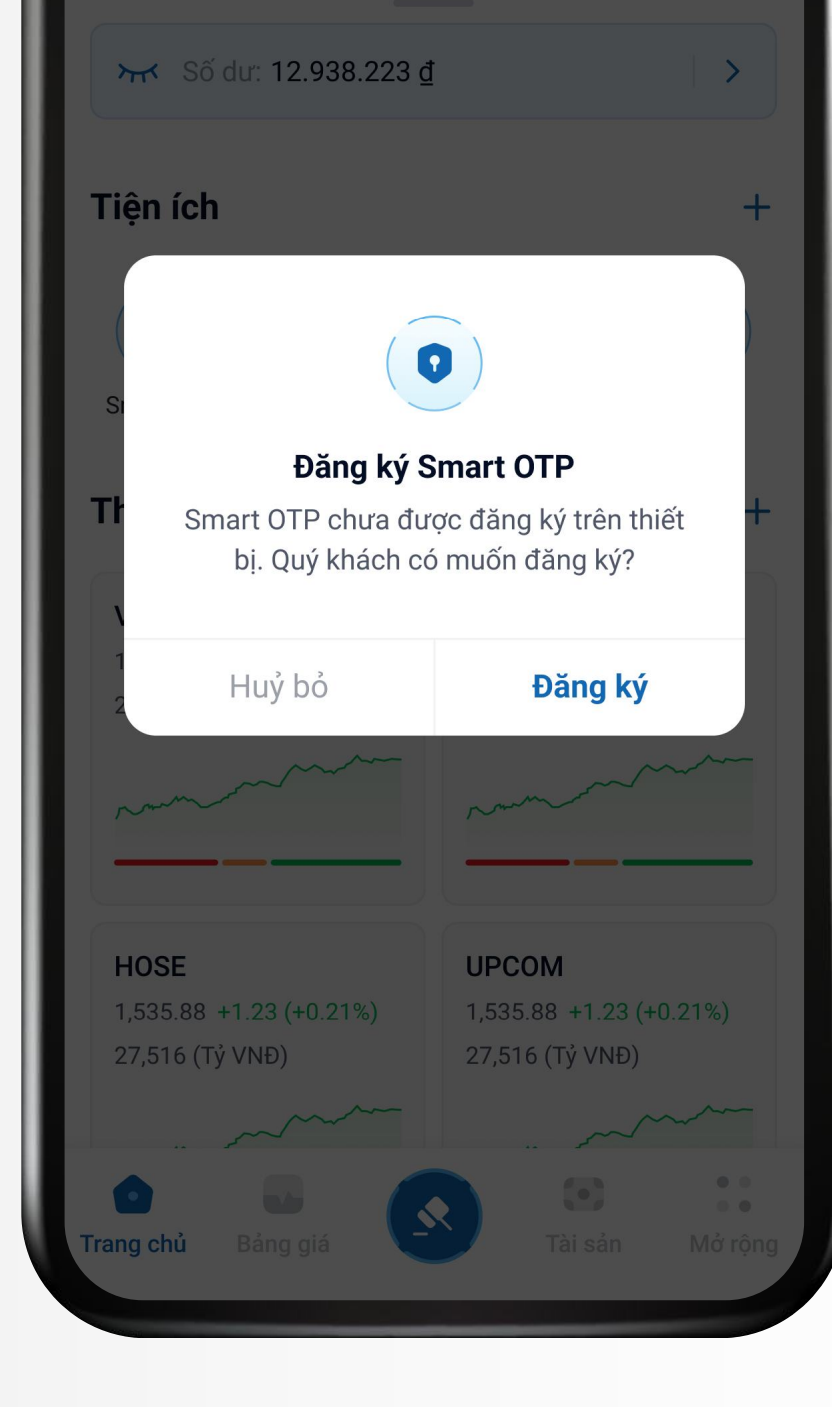 Số dư: 12.938.223 ₫
Tiện ích
Đăng ký Smart OTP
Smart OTP chưa được đăng ký trên thiết
bị. Quý khách có muốn đăng ký?
Huỷ bỏ
Đăng ký
HOSE
1,535.88 +1.23 (+0.21%)
27,516 (Tỷ VNĐ)
UPCOM
1,535.88 +1.23 (+0.21%)
27,516 (Tỷ VNĐ)
Trang chủ
Bảng giá
Tài sản
Mở rộng